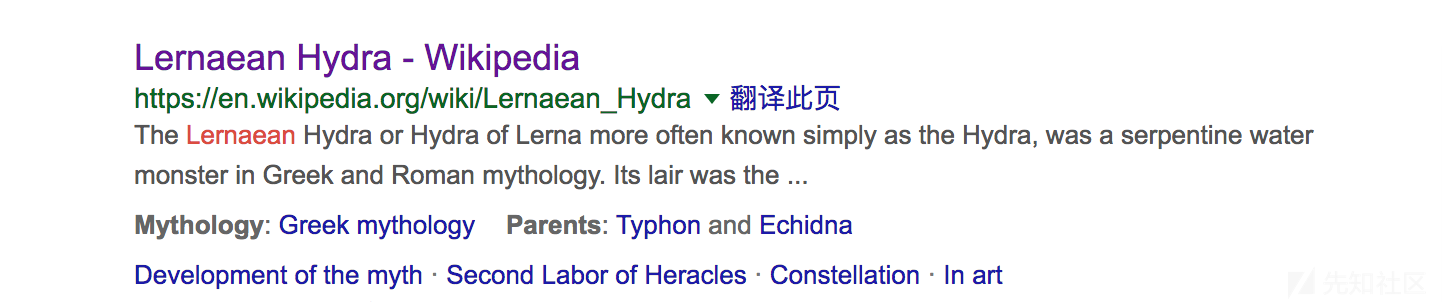 Lernaean Hydra - Wikipedia
https://en.wikipedia.org/wiki/Lernaean_Hydra ▼ 翻译此页
The Lernaean Hydra or Hydra of Lerna more often known simply as the Hydra, was a serpentine water
monster in Greek and Roman mythology. Its lair was the ...
Mythology: Greek mythology Parents: Typhon and Echidna
Development of the myth · Second Labor of Heracles · Constellation · In art
先知社区